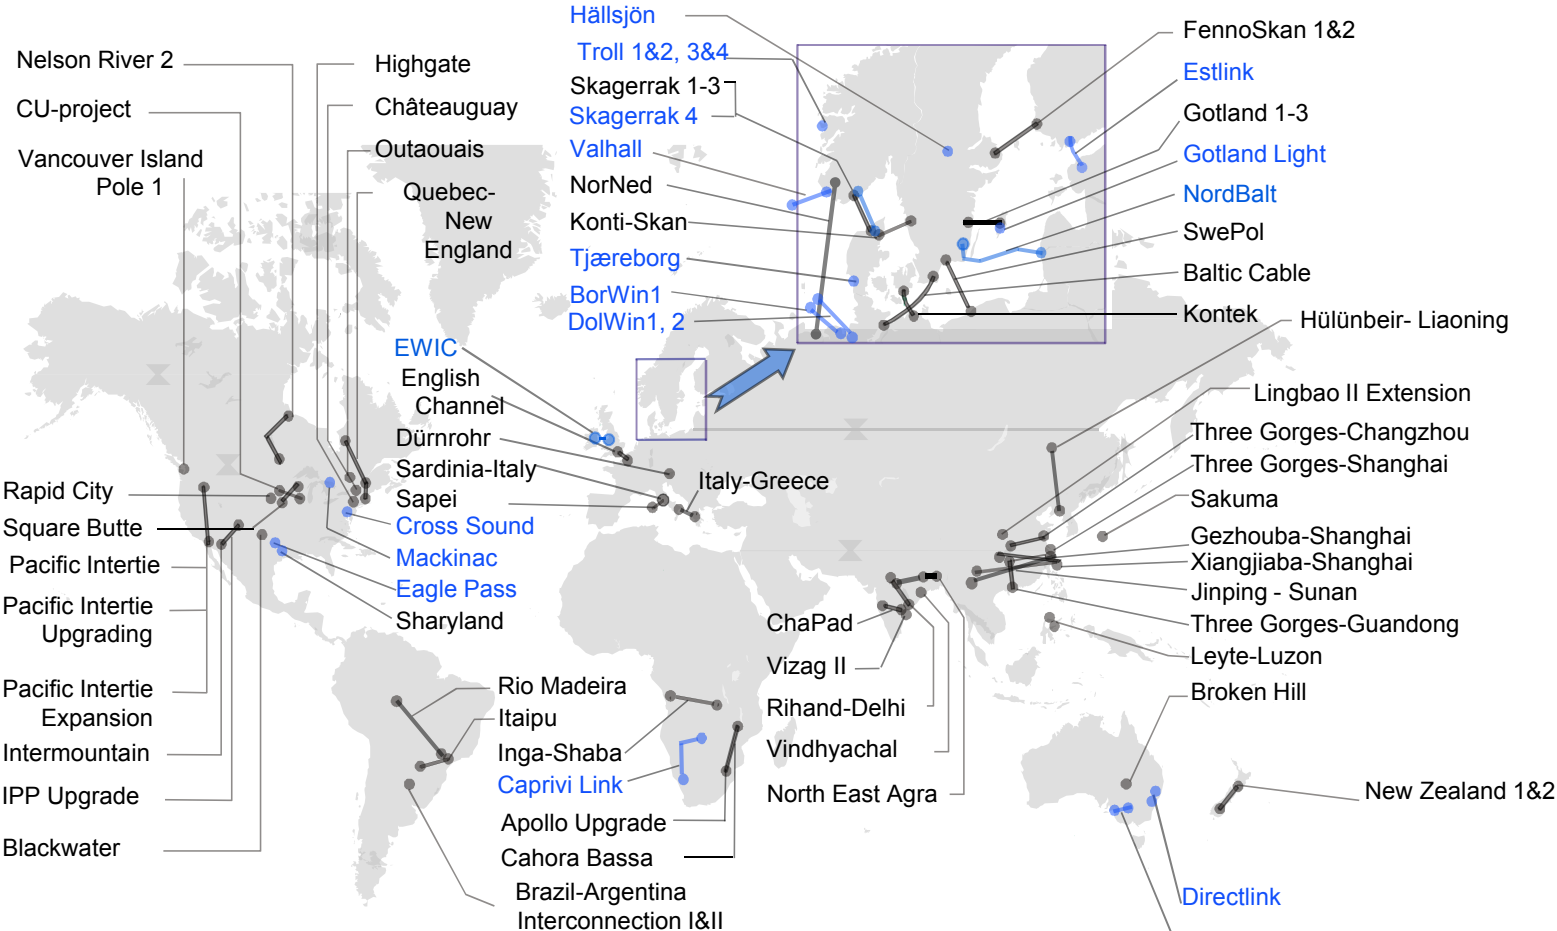 Hällsjön
Troll 1&2, 3&4
Skagerrak 1-3
Skagerrak 4
Valhall
NorNed
Konti-Skan
Tjæreborg
BorWin1
DolWin1, 2
FennoSkan 1&2
Estlink
Gotland 1-3
Gotland Light
NordBalt
SwePol
Baltic Cable
Kontek
Nelson River 2
CU-project
Vancouver Island
Pole 1
Highgate
Châteauguay
Outaouais
Quebec-
New
England
EWIC
English
Channel
Dürnrohr
Sardinia-Italy
Sapei
Italy-Greece
Cross Sound
Mackinac
Eagle Pass
Sharyland
Rapid City
Square Butte
Pacific Intertie
Pacific Intertie
Upgrading
Pacific Intertie
Expansion
Intermountain
IPP Upgrade
Blackwater
Rio Madeira
Itaipu
Inga-Shaba
Caprivi Link
Apollo Upgrade
Cahora Bassa
Brazil-Argentina
Interconnection I&II
ChaPad
Vizag II
Rihand-Delhi
Vindhyachal
North East Agra
Hülünbeir- Liaoning
Lingbao II Extension
Three Gorges-Changzhou
Three Gorges-Shanghai
Sakuma
Gezhouba-Shanghai
Xiangjiaba-Shanghai
Jinping - Sunan
Three Gorges-Guandong
Leyte-Luzon
Broken Hill
New Zealand 1&2
Directlink